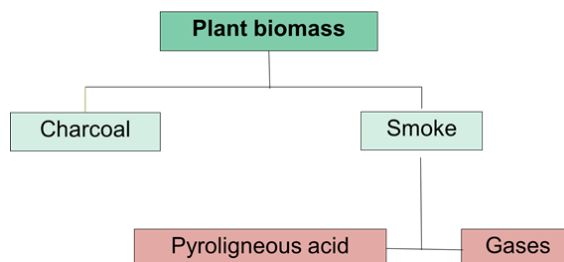 Plant biomass
Charcoal
Smoke
Pyroligneous acid
Gases